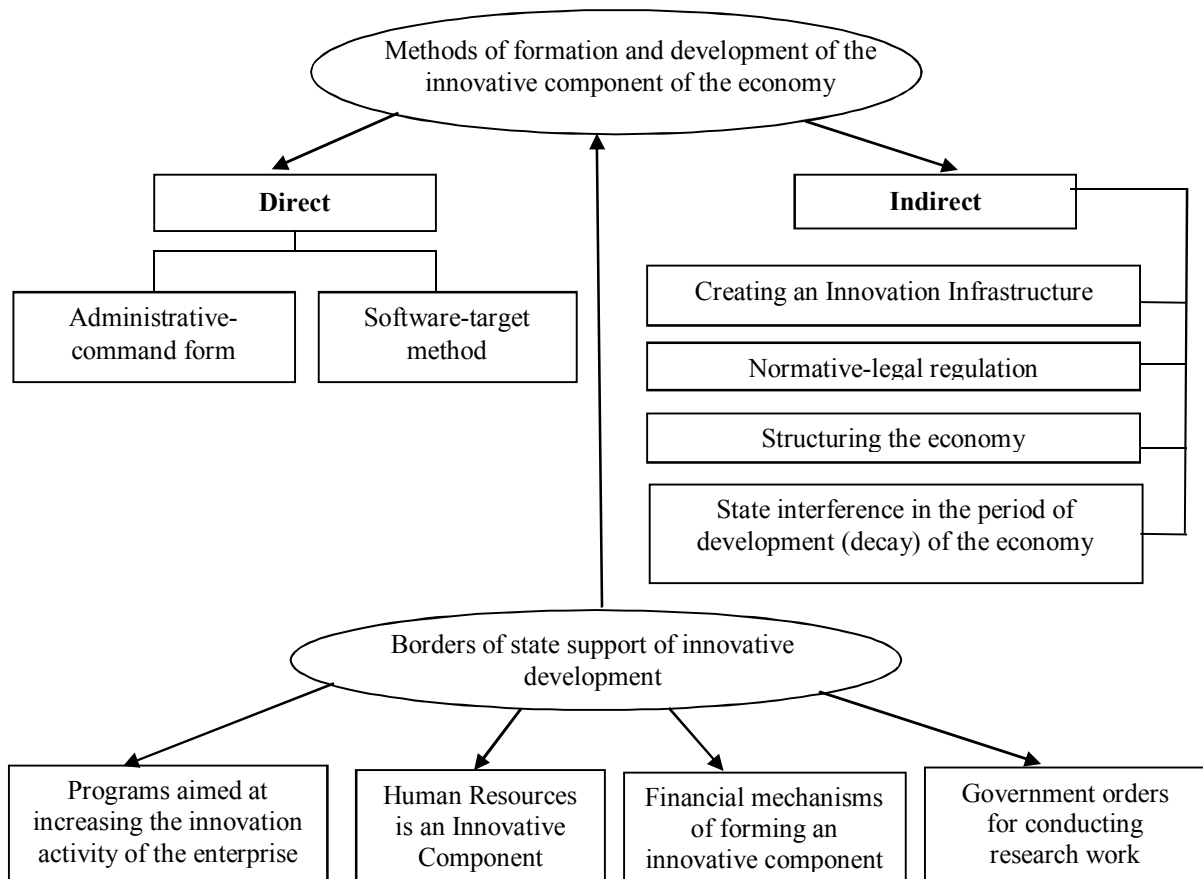 Methods of formation and development of the
innovative component of the economy
Direct
Indirect
Administrative-
command form
Software-target
method
Creating an Innovation Infrastructure
Normative-legal regulation
Structuring the economy
State interference in the period of
development (decay) of the economy
Borders of state support of innovative
development
Programs aimed at
increasing the innovation
activity of the enterprise
Human Resources
is an Innovative
Component
Financial mechanisms
of forming an
innovative component
Government orders
for conducting
research work